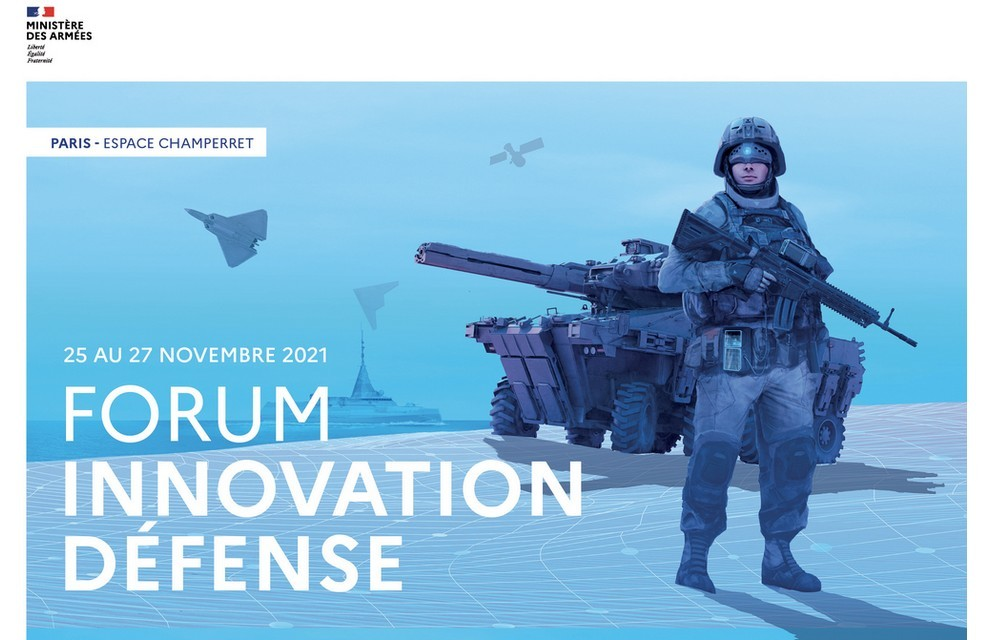 MINISTÈRE
DES ARMÉES
Liberté
Égalité
Fraternité
PARIS - ESPACE CHAMPERRET
25 AU 27 NOVEMBRE 2021
FORUM
INNOVATION
DÉFENSE